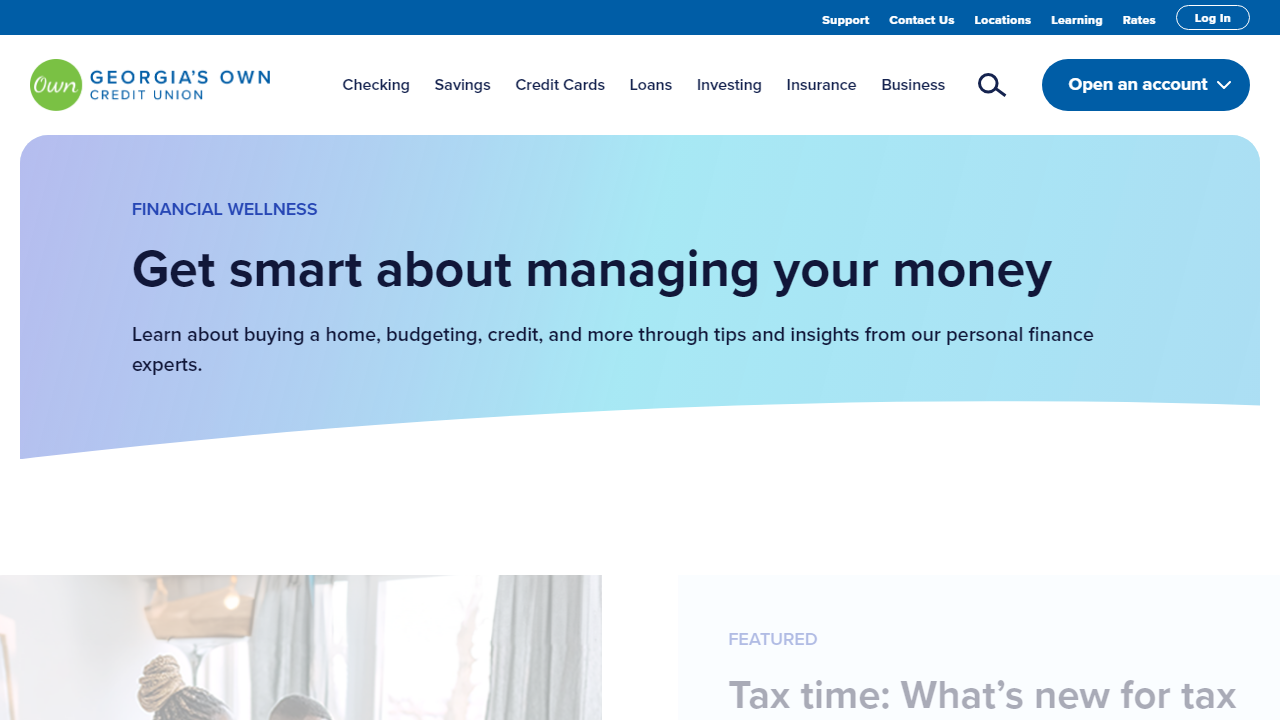 Support Contact Us Locations Learning Rates Log In
Own GEORGIA'S OWN
CREDIT UNION
Checking Savings Credit Cards Loans Investing Insurance Business Open an account
FINANCIAL WELLNESS
Get smart about managing your money
Learn about buying a home, budgeting, credit, and more through tips and insights from our personal finance
experts.
FEATURED
Tax time: What’s new for tax